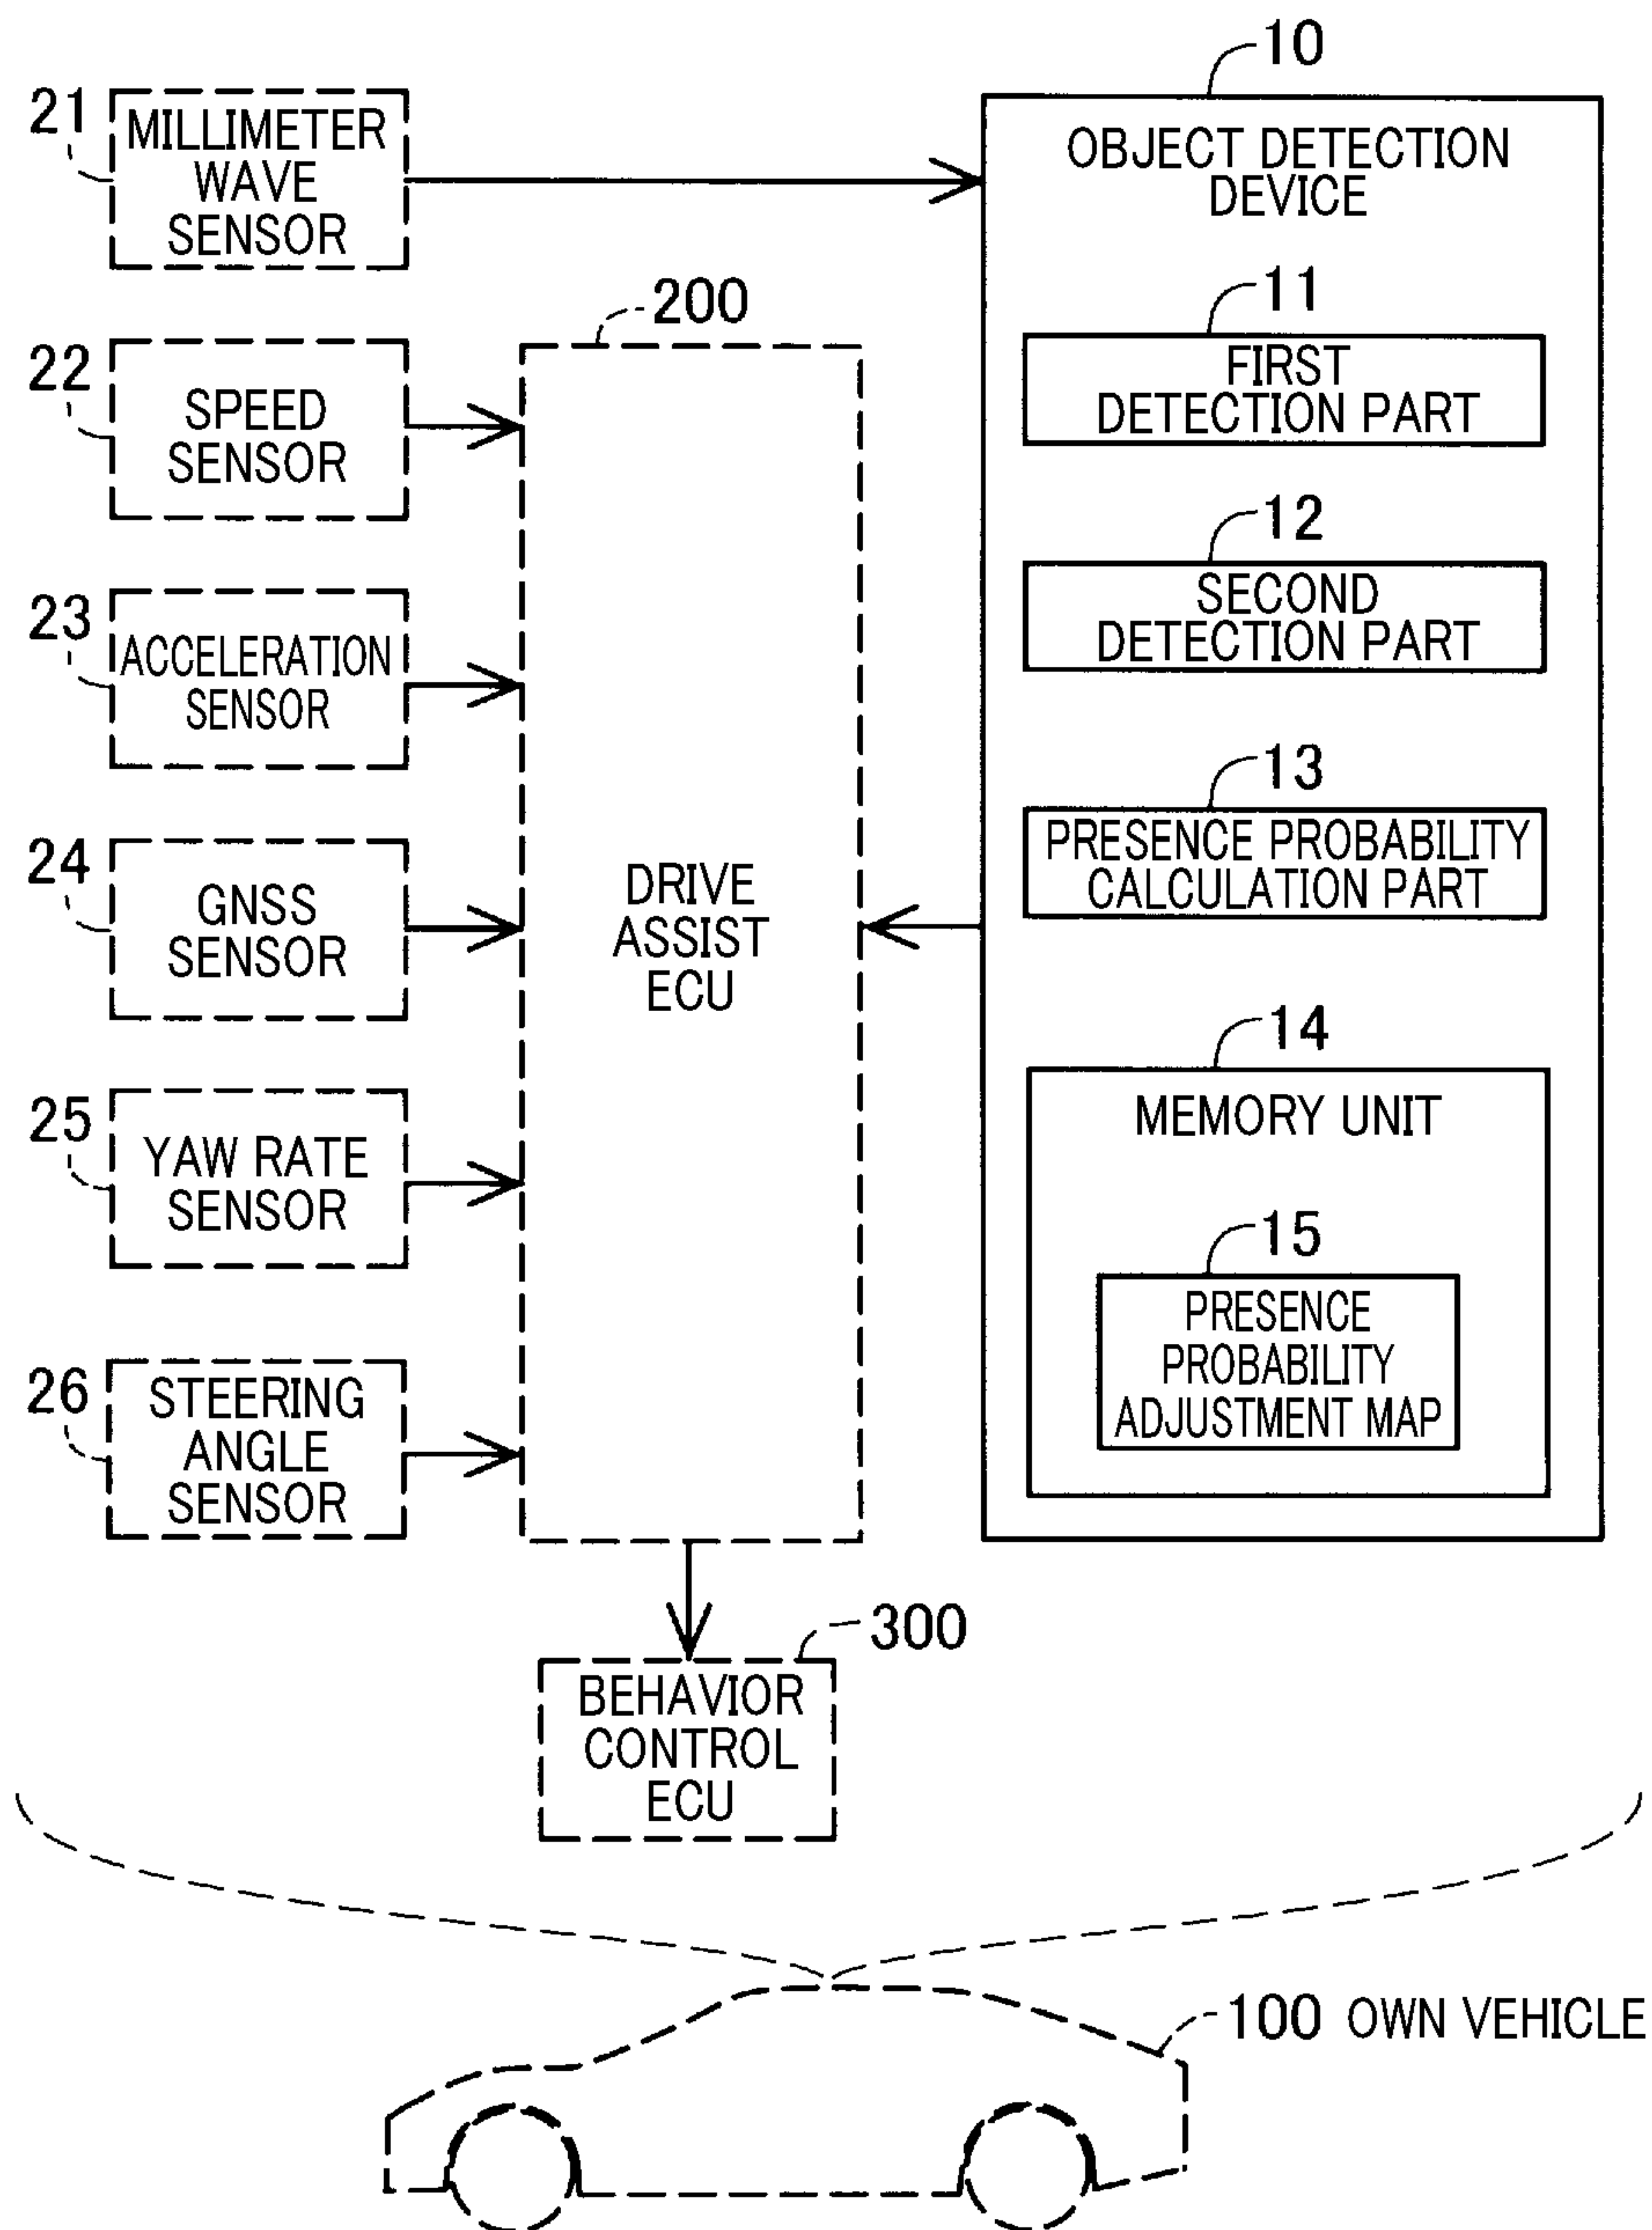 10
21
MILLIMETER
WAVE
SENSOR
OBJECT DETECTION
DEVICE
11
FIRST
DETECTION PART
12
SECOND
DETECTION PART
13
PRESENCE PROBABILITY
CALCULATION PART
14
MEMORY UNIT
15
PRESENCE
PROBABILITY
ADJUSTMENT MAP
200
DRIVE
ASSIST
ECU
22
SPEED
SENSOR
23
ACCELERATION
SENSOR
24
GNSS
SENSOR
25
YAW RATE
SENSOR
26
STEERING
ANGLE
SENSOR
300
BEHAVIOR
CONTROL
ECU
100 OWN VEHICLE